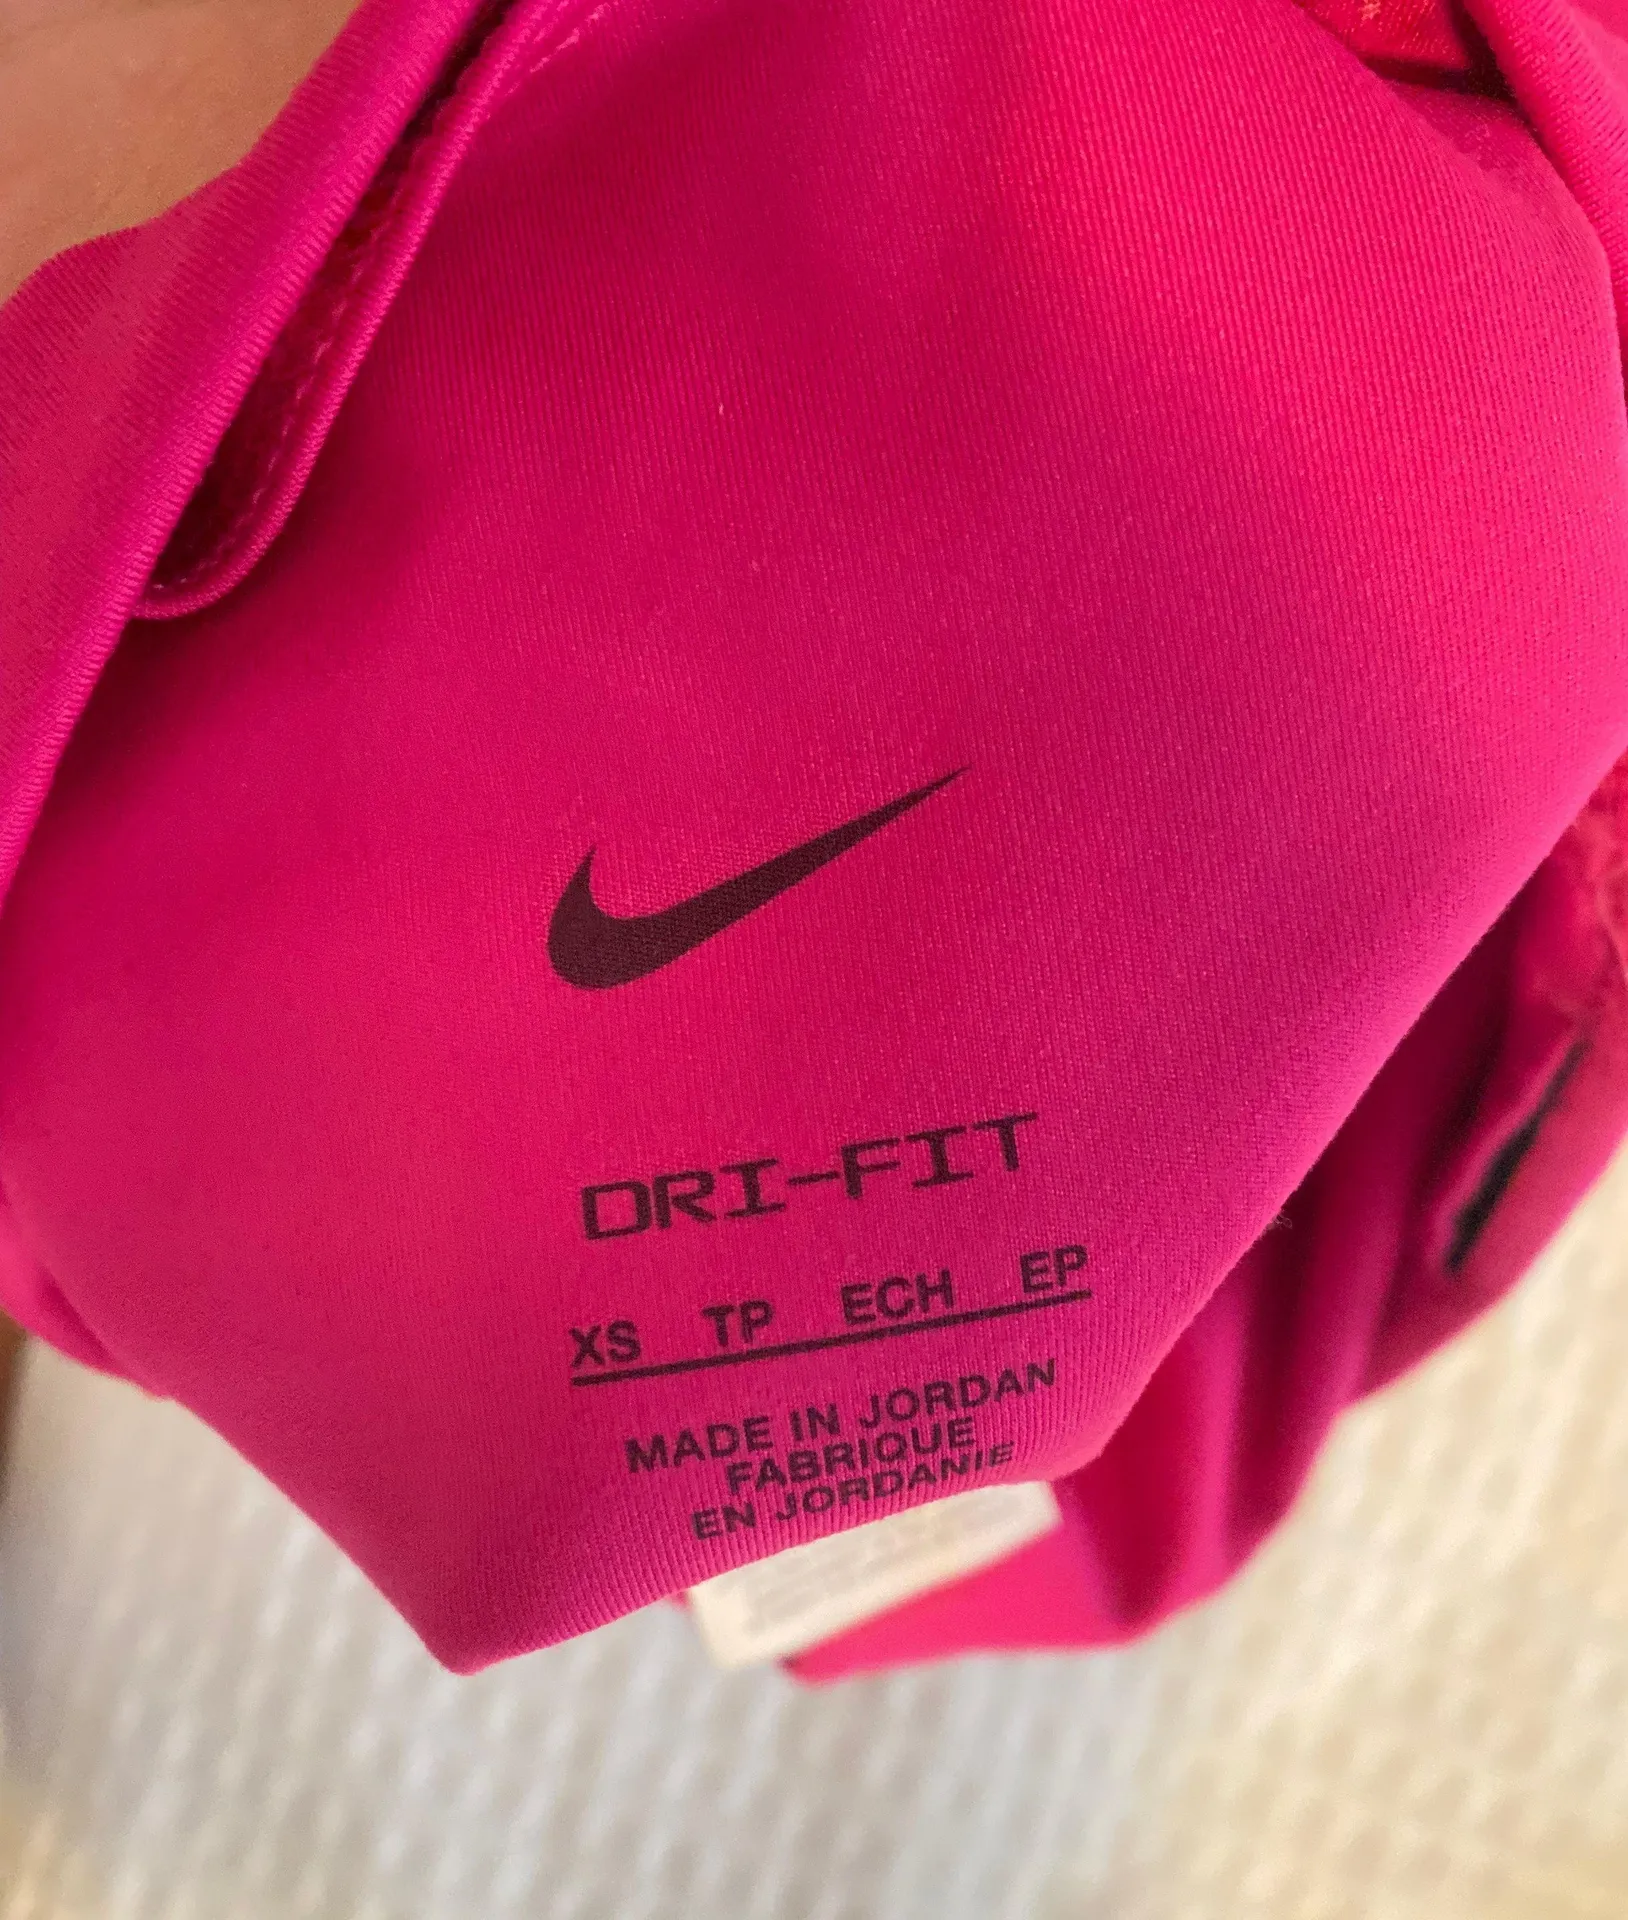 DRI-FIT
XS TP ECH EP
MADE IN JORDAN
FABRIQUE
EN JORDANIE